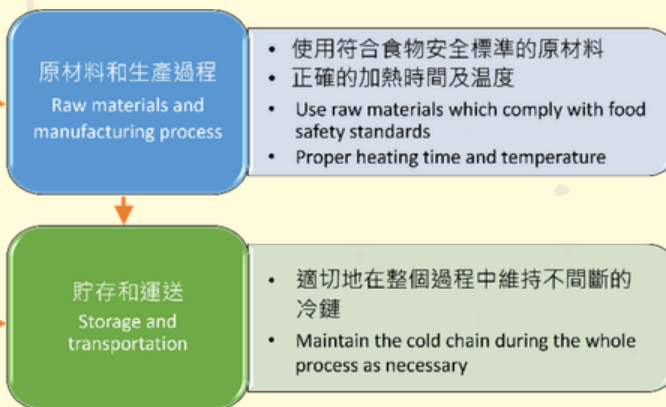 原材料和生產過程
Raw materials and
manufacturing process
• 使用符合食物安全標準的原材料
• 正確的加熱時間及溫度
• Use raw materials which comply with food
safety standards
• Proper heating time and temperature
貯存和運送
Storage and
transportation
• 適切地在整個過程中維持不間斷的
冷鏈
• Maintain the cold chain during the whole
process as necessary